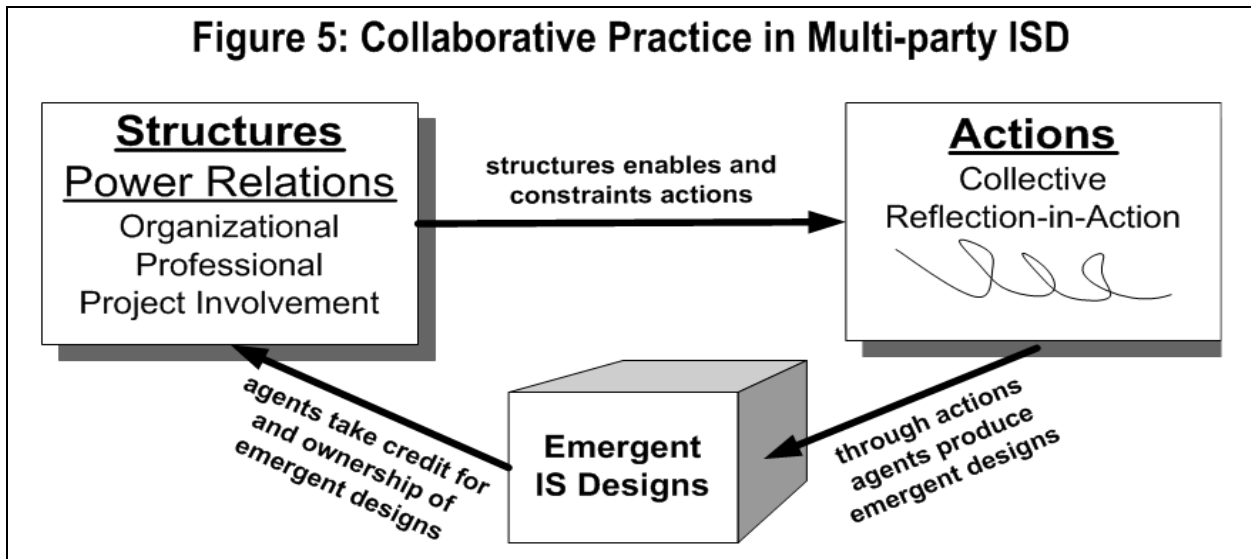 Figure 5: Collaborative Practice in Multi-party ISD
Structures
Power Relations
Organizational
Professional
Project Involvement
structures enables and
constraints actions
Actions
Collective
Reflection-in-Action
agents take credit for
and ownership of
emergent designs
Emergent
IS Designs
through actions
agents produce
emergent designs